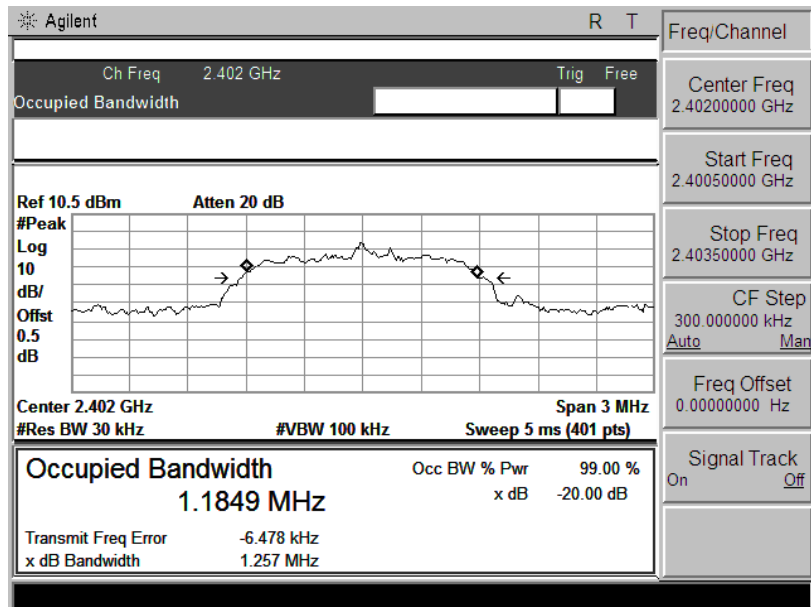 Agilent R T
Ch Freq 2.402 GHz Trig Free
Occupied Bandwidth
Ref 10.5 dBm Atten 20 dB
#Peak
Log
10
dB/
Offst
0.5
dB
Center 2.402 GHz Span 3 MHz
#Res BW 30 kHz #VBW 100 kHz Sweep 5 ms (401 pts)
Occupied Bandwidth
1.1849 MHz
Occ BW % Pwr 99.00 %
x dB -20.00 dB
Transmit Freq Error -6.478 kHz
x dB Bandwidth 1.257 MHz
Freq/Channel
Center Freq
2.40200000 GHz
Start Freq
2.40050000 GHz
Stop Freq
2.40350000 GHz
CF Step
300.000000 kHz
Auto Man
Freq Offset
0.00000000 Hz
Signal Track
On Off